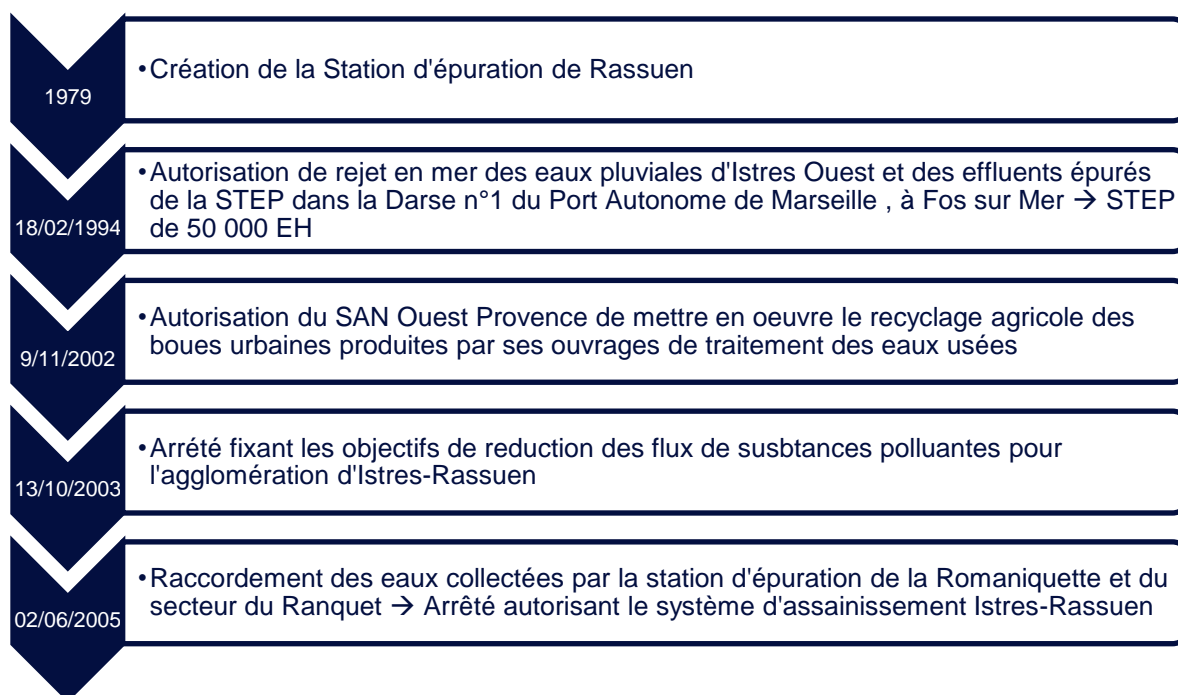 1979
•Création de la Station d'épuration de Rassuen
18/02/1994
•Autorisation de rejet en mer des eaux pluviales d'Istres Ouest et des effluents épurés
de la STEP dans la Darse n°1 du Port Autonome de Marseille , à Fos sur Mer → STEP
de 50 000 EH
9/11/2002
•Autorisation du SAN Ouest Provence de mettre en oeuvre le recyclage agricole des
boues urbaines produites par ses ouvrages de traitement des eaux usées
13/10/2003
•Arrété fixant les objectifs de reduction des flux de susbtances polluantes pour
l'agglomération d'Istres-Rassuen
02/06/2005
•Raccordement des eaux collectées par la station d'épuration de la Romaniquette et du
secteur du Ranquet → Arrêté autorisant le système d'assainissement Istres-Rassuen